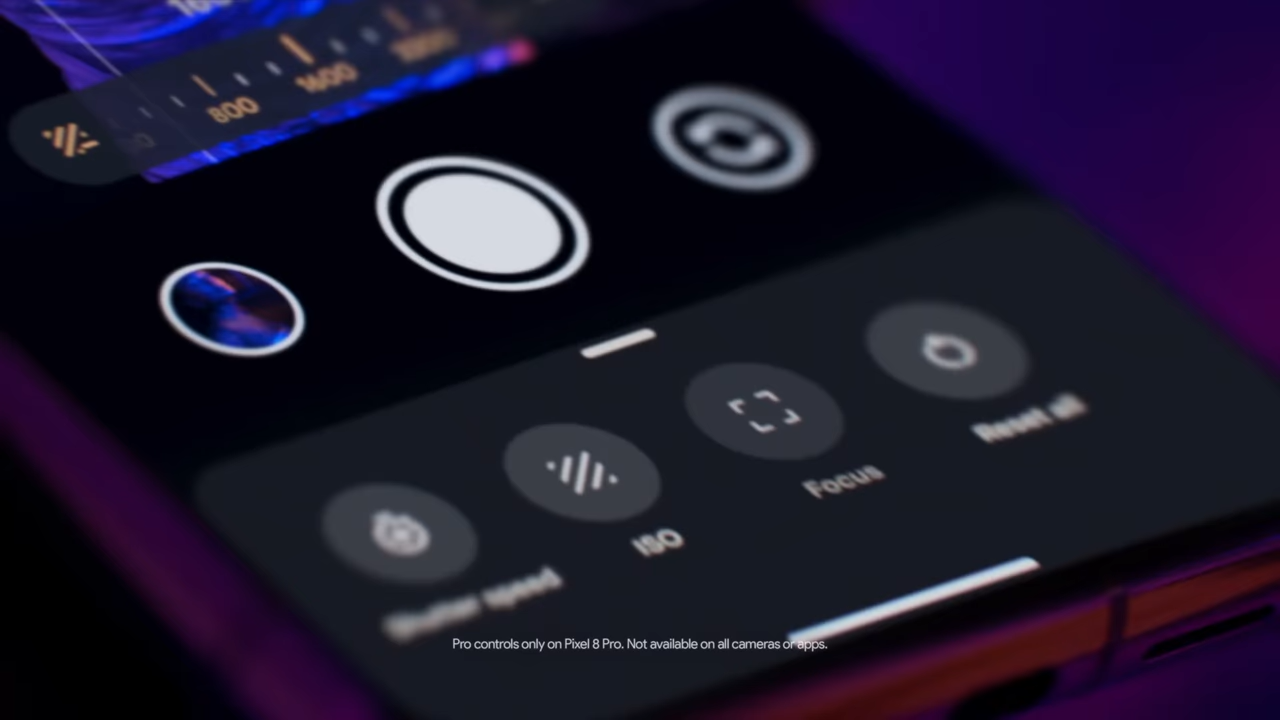 800
1600
Reset all
Focus
ISO
Shutter speed
Pro controls only on Pixel 8 Pro. Not available on all cameras or apps.